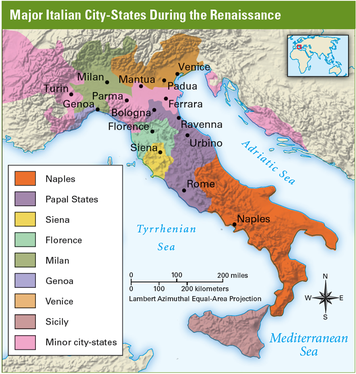 Major Italian City-States During the Renaissance
Venice
Milan
Mantua
Padua
Turin
Parma
Ferrara
Genoa
Bologna
Florence
Ravenna
Urbino
Siena
Adriatic Sea
Rome
Naples
Tyrrhenian
Sea
Naples
Papal States
Siena
Florence
Milan
Genoa
Venice
Sicily
Minor city-states
0 100 200 miles
0 100 200 kilometers
Lambert Azimuthal Equal-Area Projection
N
W E
S
Mediterranean
Sea